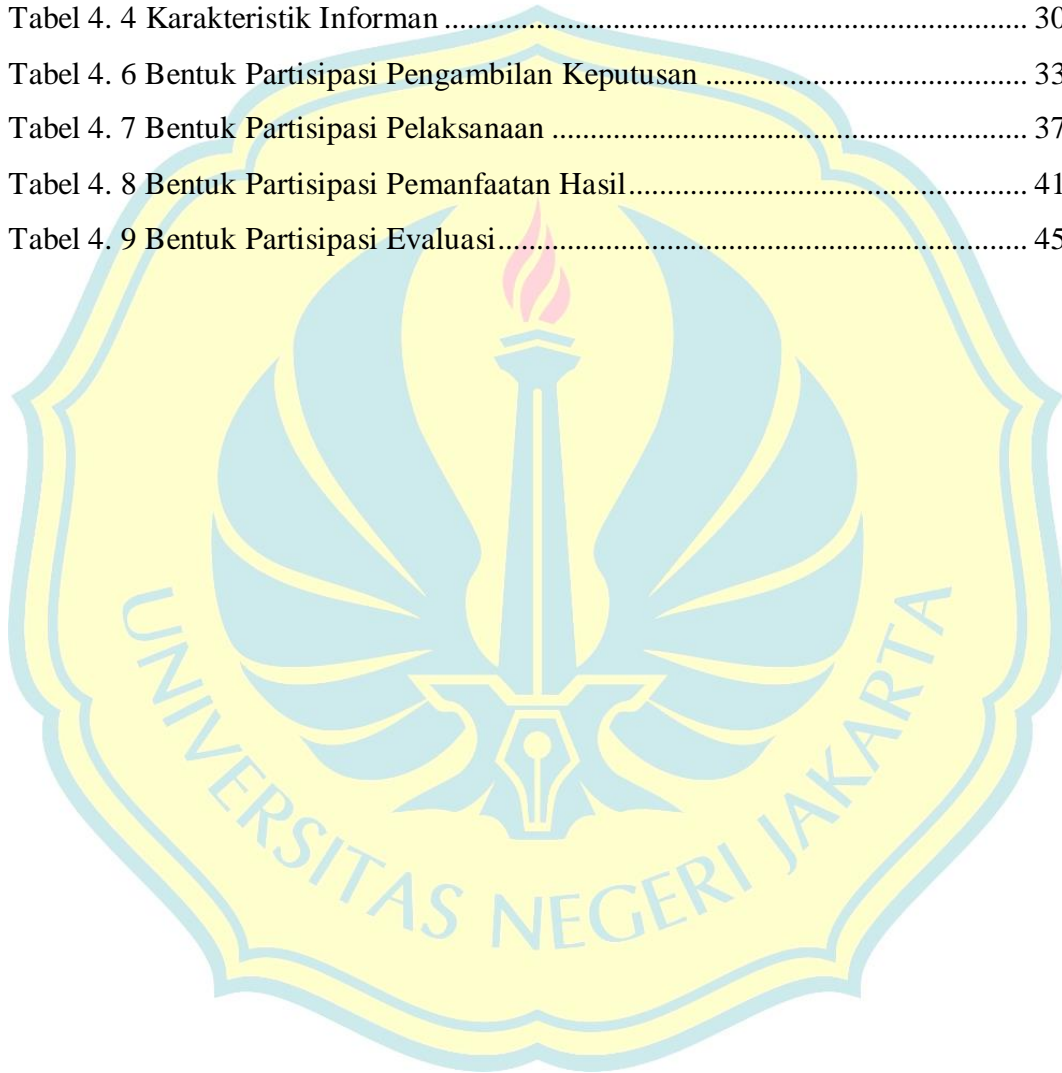 Tabel 4. 4 Karakteristik Informan ........................................................................................ 30
Tabel 4. 6 Bentuk Partisipasi Pengambilan Keputusan ................................................ 33
Tabel 4. 7 Bentuk Partisipasi Pelaksanaan ....................................................................... 37
Tabel 4. 8 Bentuk Partisipasi Pemanfaatan Hasil............................................................ 41
Tabel 4. 9 Bentuk Partisipasi Evaluasi................................................................................ 45
UNIVERSITAS NEGERI JAKARTA